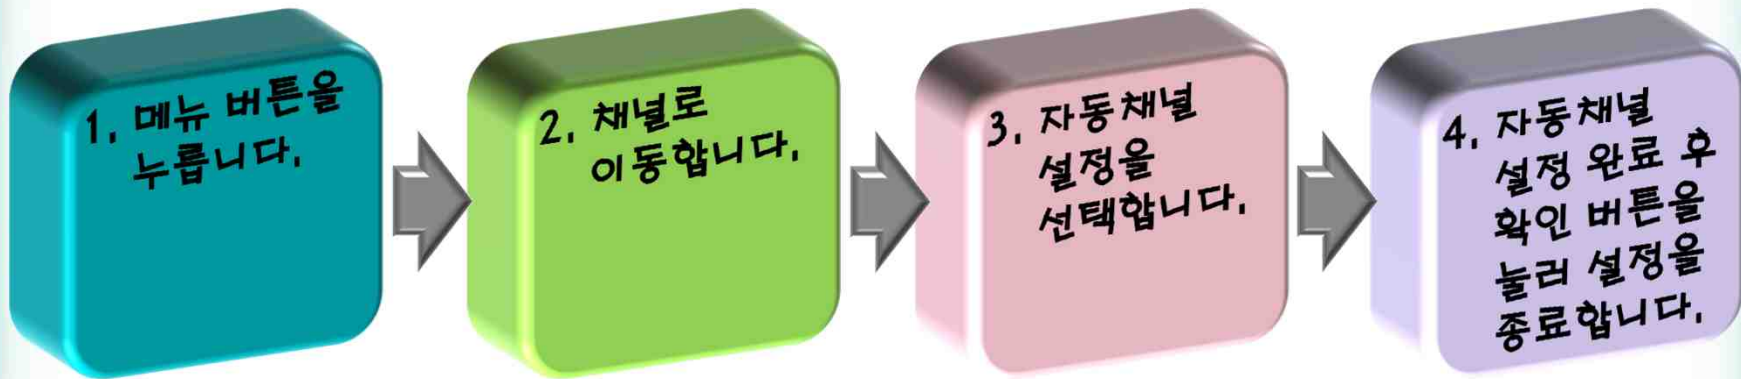 1. 메뉴 버튼을
누릅니다.
2. 채널로
이동합니다.
3. 자동채널
설정을
선택합니다.
4. 자동채널
설정 완료 후
확인 버튼을
눌러 설정을
종료합니다.